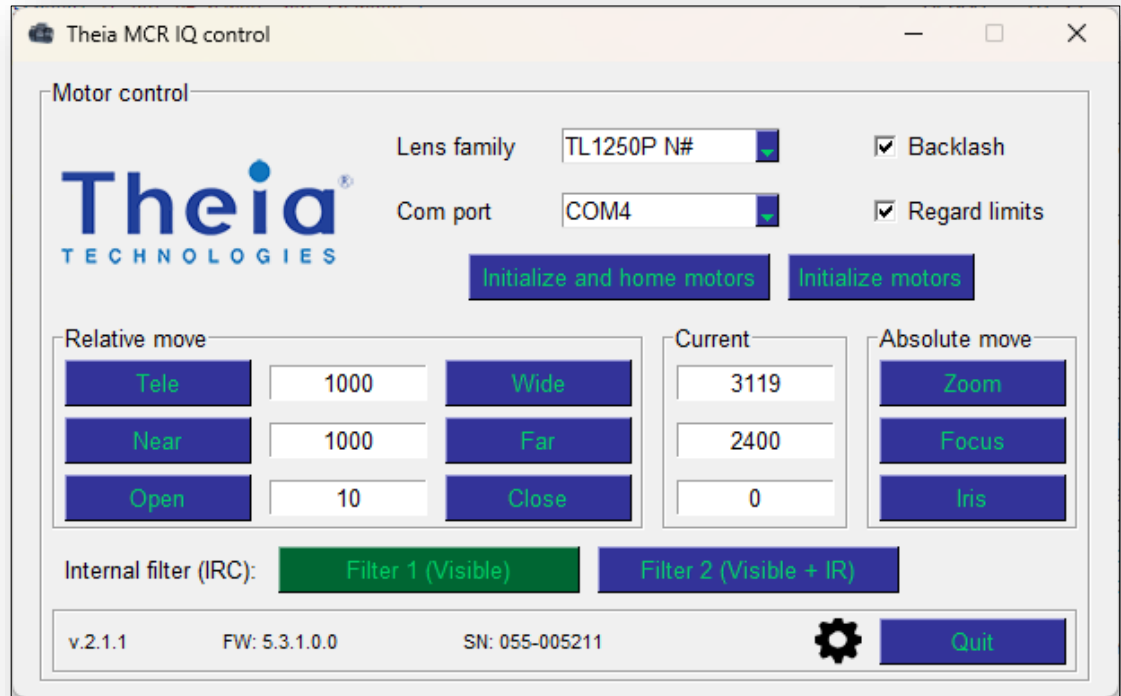 Theia MCR IQ control
Motor control
Theia®
TECHNOLOGIES
Lens family TL1250P N# Backlash
Com port COM4 Regard limits
Initialize and home motors Initialize motors
Relative move Current Absolute move
Tele 1000 Wide 3119 Zoom
Near 1000 Far 2400 Focus
Open 10 Close 0 Iris
Internal filter (IRC): Filter 1 (Visible) Filter 2 (Visible + IR)
v.2.1.1 FW: 5.3.1.0.0 SN: 055-005211 Quit